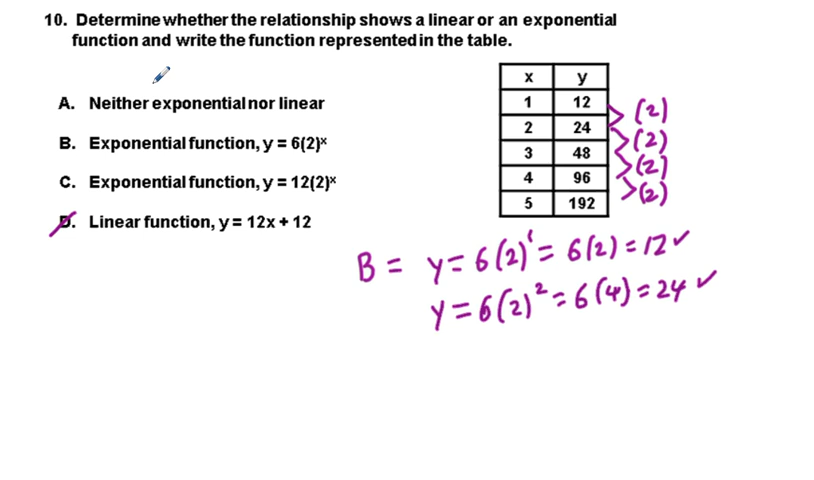 10. Determine whether the relationship shows a linear or an exponential
function and write the function represented in the table.
x y
1 12
2 24
3 48
4 96
5 192
(2)
(2)
(2)
(2)
A. Neither exponential nor linear
B. Exponential function, y = 6(2)ˣ
C. Exponential function, y = 12(2)ˣ
D. Linear function, y = 12x + 12
B = y = 6(2)¹ = 6(2) = 12 ✓
y = 6(2)² = 6(4) = 24 ✓